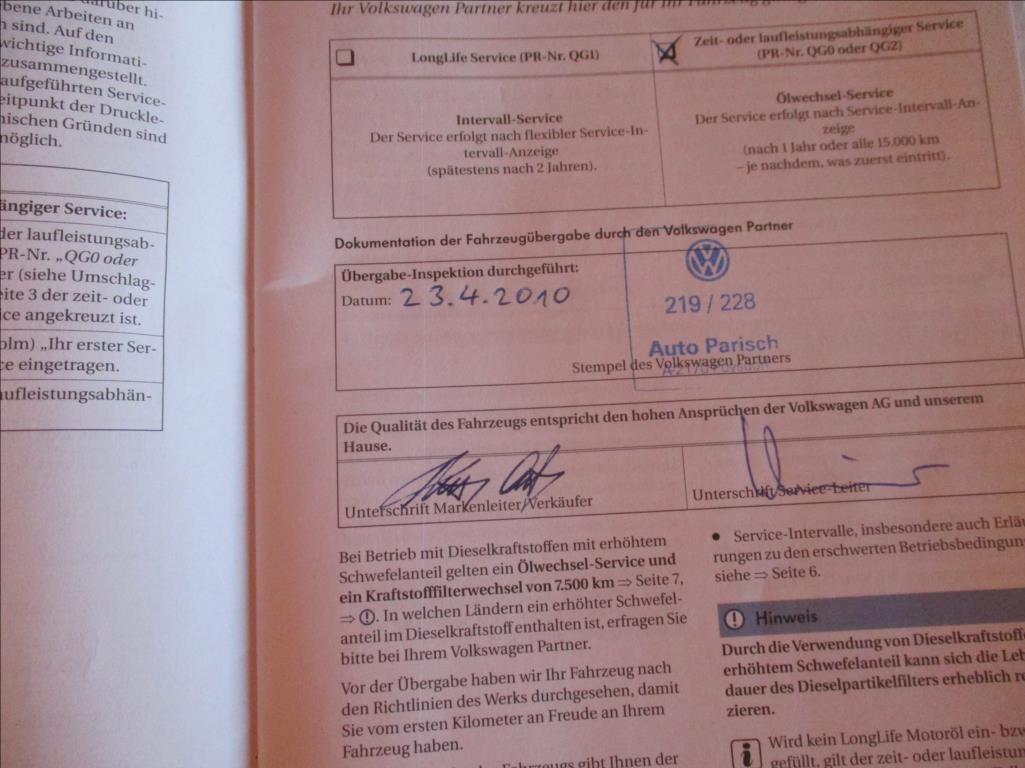 bene Arbeiten an
sind. Auf den
wichtige Informati-
zusammengestellt.
aufgeführten Service-
eitpunkt der Druckle-
nischen Gründen sind
möglich.
ängiger Service:
der laufleistungsab-
PR-Nr. „QG0 oder
er (siehe Umschlag-
eite 3 der zeit- oder
ice angekreuzt ist.
olm) „Ihr erster Ser-
ce eingetragen.
aufleistungsabhän-
Ihr Volkswagen Partner kreuzt hier den für Ihr
LongLife Service (PR-Nr. QG1)
Zeit- oder laufleistungsabhängiger Service
(PR-Nr. QG0 oder QG2)
Intervall-Service
Der Service erfolgt nach flexibler Service-In-
tervall-Anzeige
(spätestens nach 2 Jahren).
Ölwechsel-Service
Der Service erfolgt nach Service-Intervall-An-
zeige
(nach 1 Jahr oder alle 15.000 km
– je nachdem, was zuerst eintritt).
Dokumentation der Fahrzeugübergabe durch den Volkswagen Partner
Übergabe-Inspektion durchgeführt:
Datum: 23.4.2010
219 / 228
Auto Parisch
Stempel des Volkswagen Partners
Die Qualität des Fahrzeugs entspricht den hohen Ansprüchen der Volkswagen AG und unserem
Hause.
Unterschrift Markenleiter/Verkäufer
Unterschrift Service-Leiter
Bei Betrieb mit Dieselkraftstoffen mit erhöhtem
Schwefelanteil gelten ein Ölwechsel-Service und
ein Kraftstofffilterwechsel von 7.500 km ⇒ Seite 7,
⇒ ⓘ. In welchen Ländern ein erhöhter Schwefel-
anteil im Dieselkraftstoff enthalten ist, erfragen Sie
bitte bei Ihrem Volkswagen Partner.
Vor der Übergabe haben wir Ihr Fahrzeug nach
den Richtlinien des Werks durchgesehen, damit
Sie vom ersten Kilometer an Freude an Ihrem
Fahrzeug haben.
gibt Ihnen der
• Service-Intervalle, insbesondere auch Erläu
rungen zu den erschwerten Betriebsbedingun
siehe ⇒ Seite 6.
Hinweis
Durch die Verwendung von Dieselkraftstoff
erhöhtem Schwefelanteil kann sich die Leb
dauer des Dieselpartikelfilters erheblich re
zieren.
Wird kein LongLife Motoröl ein- bzw
gefüllt, gilt der zeit- oder laufleistun